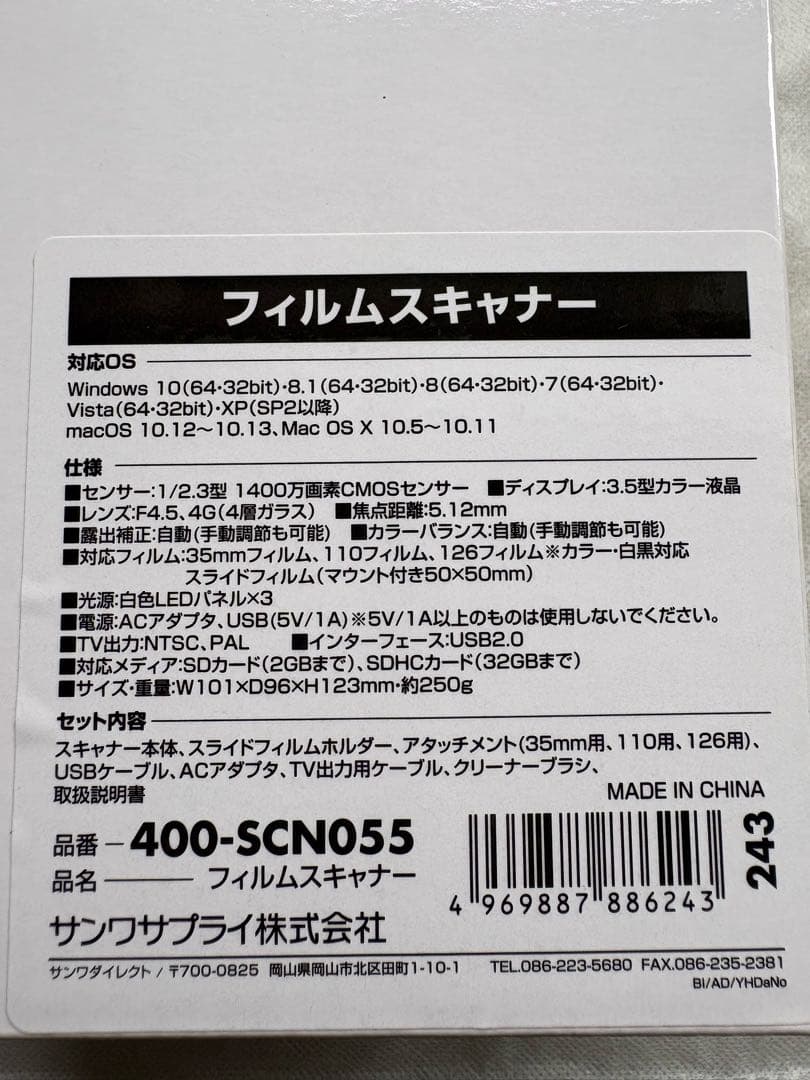 フィルムスキャナー
対応OS
Windows 10(64・32bit)・8.1(64・32bit)・8(64・32bit)・7(64・32bit)・
Vista(64・32bit)・XP(SP2以降)
macOS 10.12～10.13、Mac OS X 10.5～10.11
仕様
■センサー:1/2.3型 1400万画素CMOSセンサー ■ディスプレイ:3.5型カラー液晶
■レンズ:F4.5、4G(4層ガラス) ■焦点距離:5.12mm
■露出補正:自動(手動調節も可能) ■カラーバランス:自動(手動調節も可能)
■対応フィルム:35mmフィルム、110フィルム、126フィルム※カラー・白黒対応
スライドフィルム(マウント付き50×50mm)
■光源:白色LEDパネル×3
■電源:ACアダプタ、USB(5V/1A)※5V/1A以上のものは使用しないでください。
■TV出力:NTSC、PAL ■インターフェース:USB2.0
■対応メディア:SDカード(2GBまで)、SDHCカード(32GBまで)
■サイズ・重量:W101×D96×H123mm・約250g
セット内容
スキャナー本体、スライドフィルムホルダー、アタッチメント(35mm用、110用、126用)、
USBケーブル、ACアダプタ、TV出力用ケーブル、クリーナーブラシ、
取扱説明書
MADE IN CHINA
品番 400-SCN055
品名 フィルムスキャナー
4 969887 886243
243
サンワサプライ株式会社
サンワダイレクト / 〒700-0825 岡山県岡山市北区田町1-10-1 TEL.086-223-5680 FAX.086-235-2381
BI/AD/YHDaNo